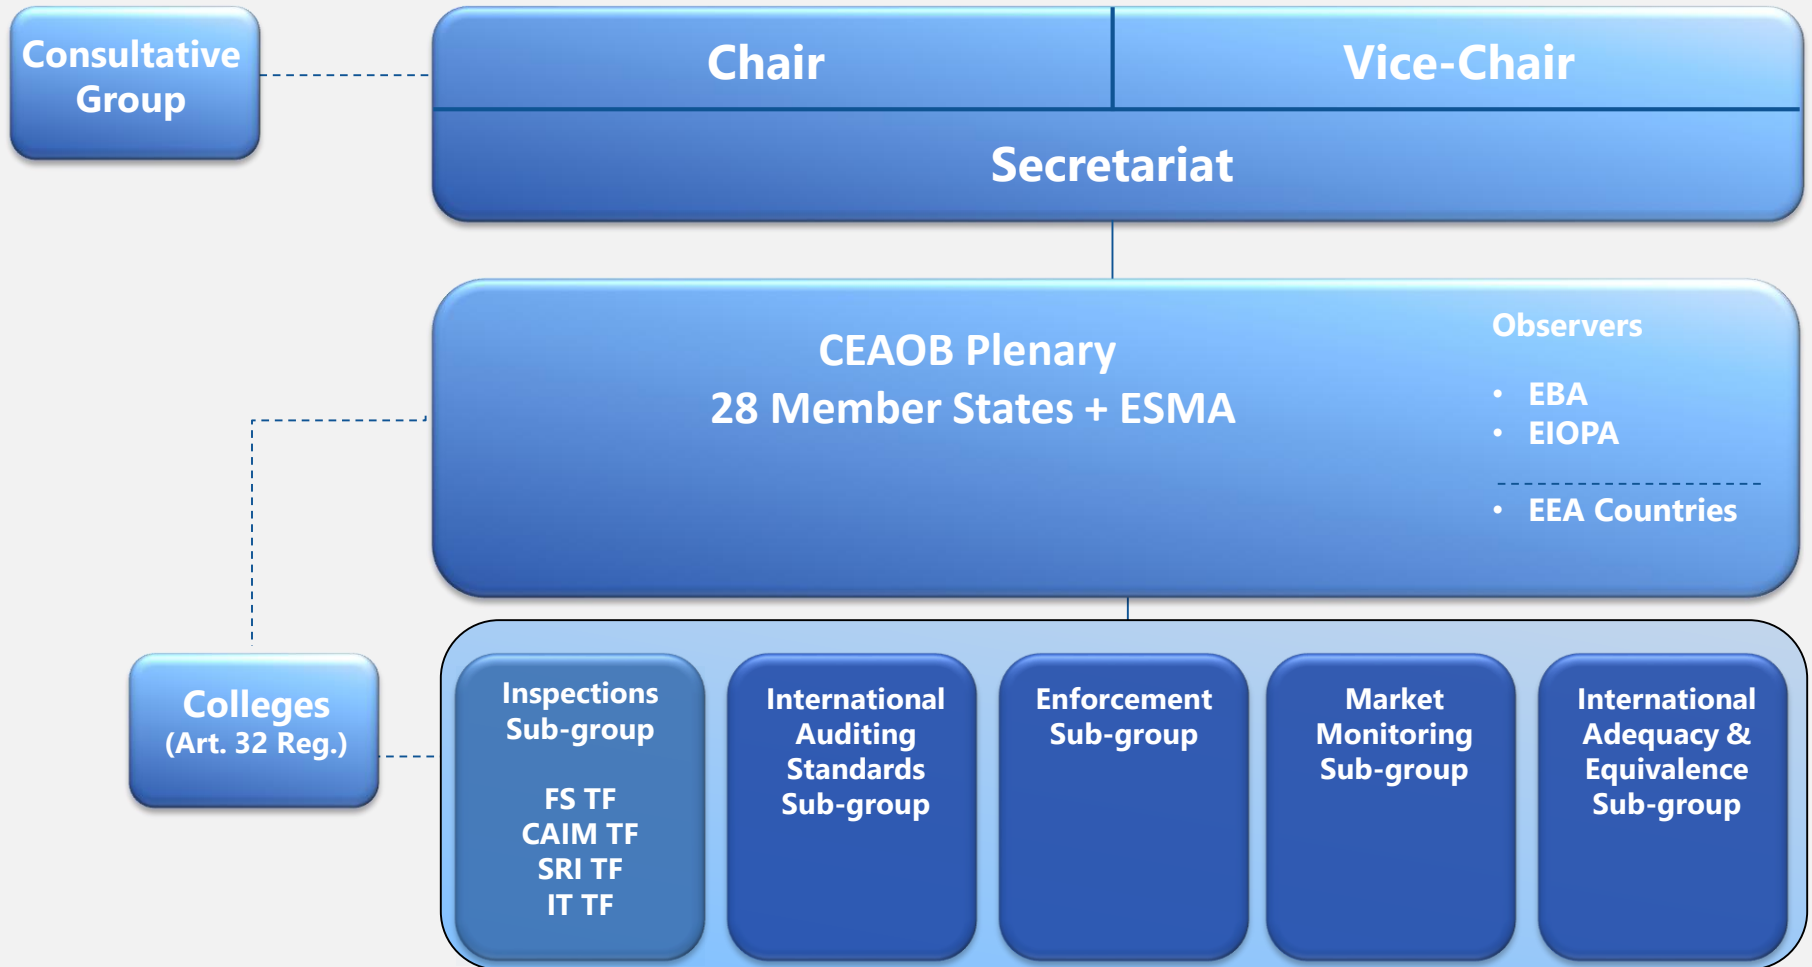 Consultative
Group
Chair
Vice-Chair
Secretariat
CEAOB Plenary
28 Member States + ESMA
Observers
• EBA
• EIOPA
• EEA Countries
Colleges
(Art. 32 Reg.)
Inspections
Sub-group
FS TF
CAIM TF
SRI TF
IT TF
International
Auditing
Standards
Sub-group
Enforcement
Sub-group
Market
Monitoring
Sub-group
International
Adequacy &
Equivalence
Sub-group